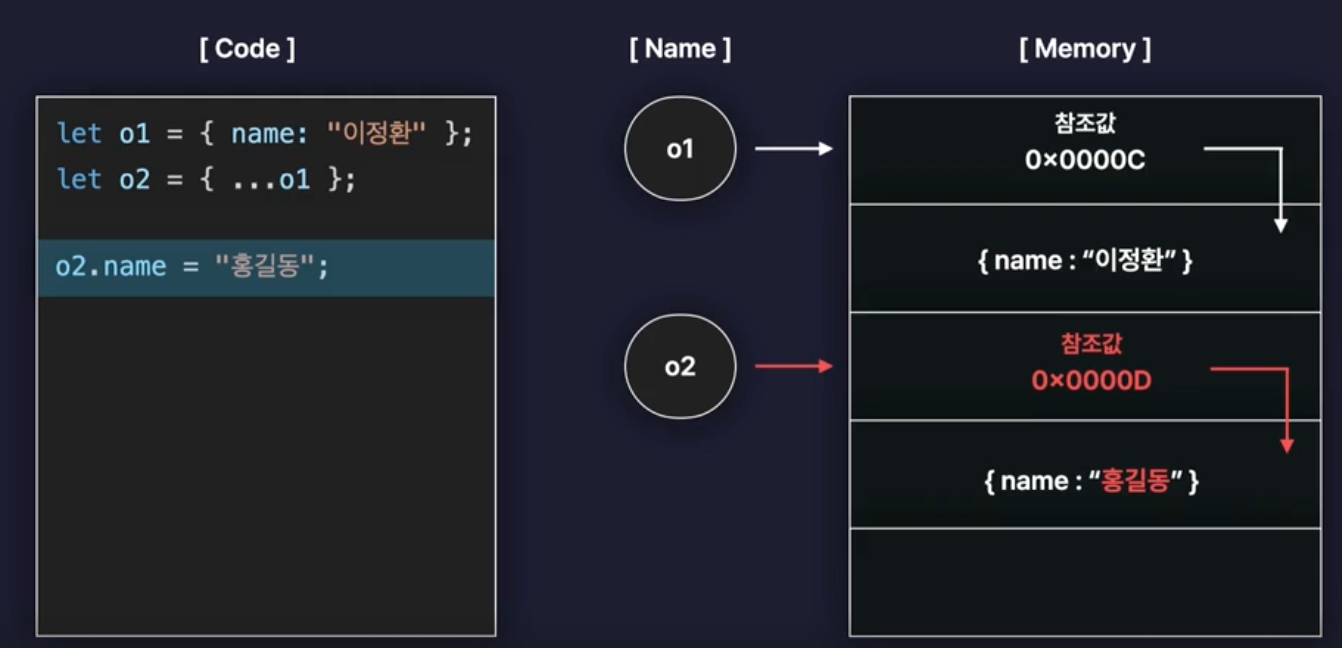 [ Code ]
let o1 = { name: "이정환" };
let o2 = { ...o1 };
o2.name = "홍길동";
[ Name ]
o1
o2
[ Memory ]
참조값
0×0000C
{ name : “이정환” }
참조값
0×0000D
{ name : “홍길동” }